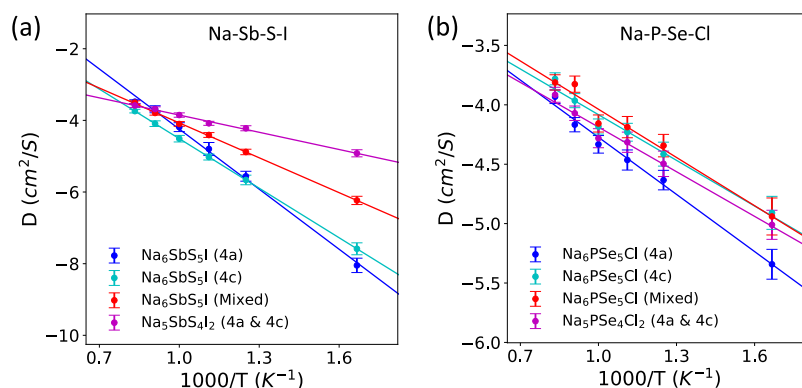 (a)
Na-Sb-S-I
−2
−4
−6
−8
−10
D (cm²/S)
Na₆SbS₅I (4a)
Na₆SbS₅I (4c)
Na₆SbS₅I (Mixed)
Na₅SbS₄I₂ (4a & 4c)
0.7 1.0 1.3 1.6
1000/T (K⁻¹)
(b)
Na-P-Se-Cl
−3.5
−4.0
−4.5
−5.0
−5.5
−6.0
D (cm²/S)
Na₆PSe₅Cl (4a)
Na₆PSe₅Cl (4c)
Na₆PSe₅Cl (Mixed)
Na₅PSe₄Cl₂ (4a & 4c)
0.7 1.0 1.3 1.6
1000/T (K⁻¹)